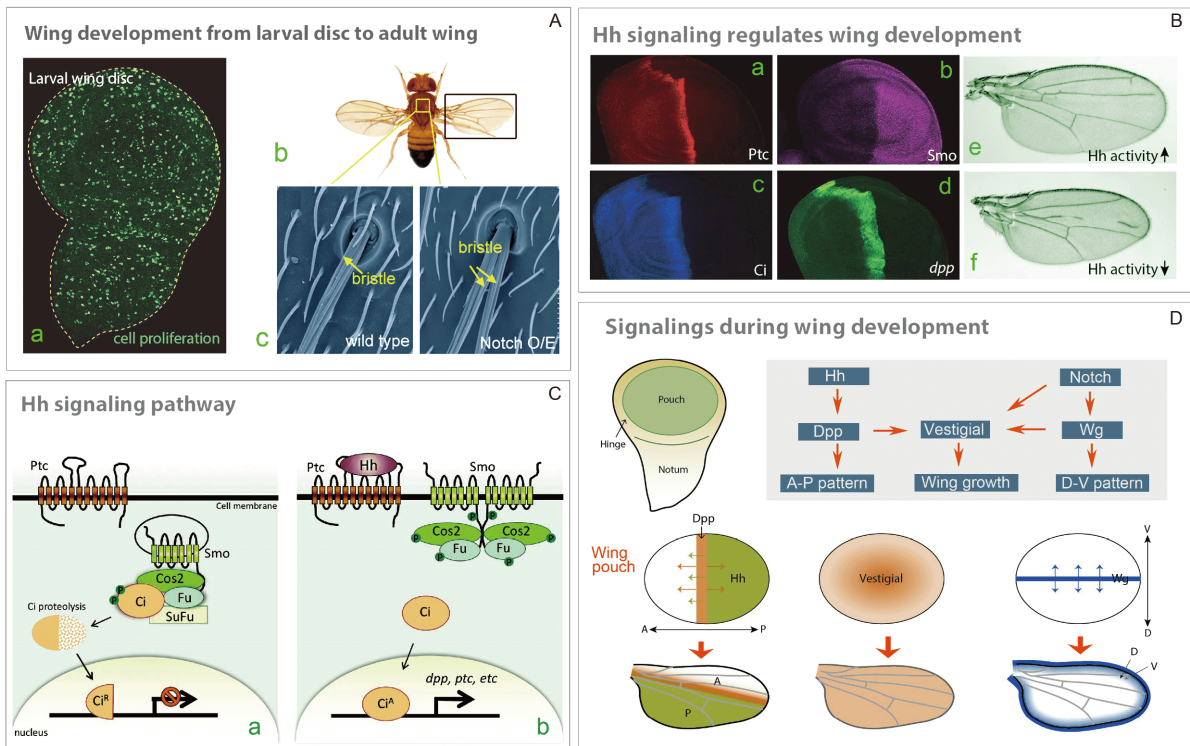 A
Wing development from larval disc to adult wing
Larval wing disc
a
cell proliferation
b
c
bristle
wild type
bristle
Notch O/E
B
Hh signaling regulates wing development
a
Ptc
b
Smo
c
Ci
d
dpp
e
Hh activity
f
Hh activity
C
Hh signaling pathway
Ptc
Cell membrane
Smo
Cos2
P
P
Ci
Fu
SuFu
Ci proteolysis
CiR
nucleus
a
Ptc
Hh
Smo
P
P
Cos2
Cos2
P
P
Fu
Fu
P
P
Ci
dpp, ptc, etc
CiA
b
D
Signalings during wing development
Pouch
Hinge
Notum
Hh
Notch
Dpp
Vestigial
Wg
A-P pattern
Wing growth
D-V pattern
Wing
pouch
Dpp
Hh
A
P
Vestigial
Wg
V
D
A
P
D
V